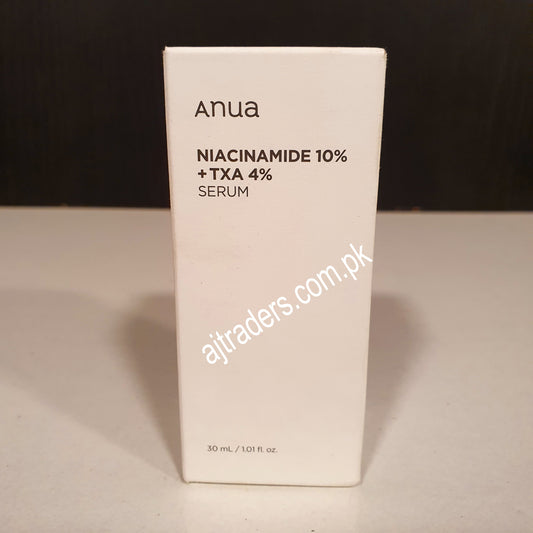 Anua
NIACINAMIDE 10%
+ TXA 4%
SERUM
ajtraders.com.pk
30 mL / 1.01 fl. oz.